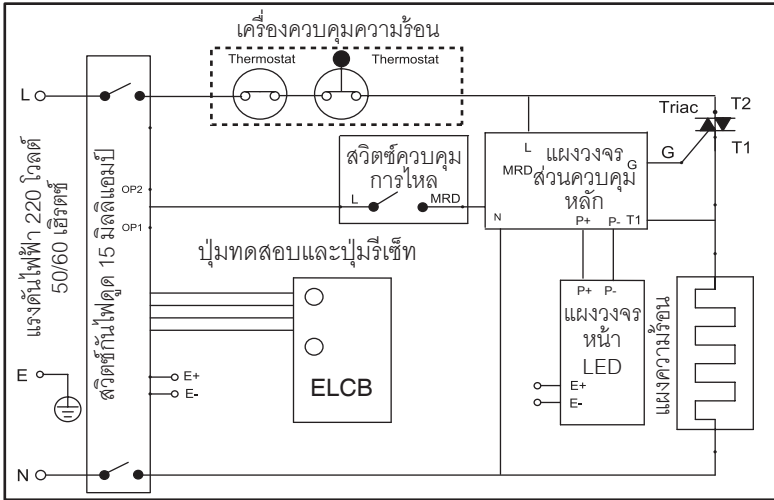 เครื่องควบคุมความร้อน
Thermostat
Thermostat
L
Triac
T2
T1
G
แรงดันไฟฟ้า 220 โวลต์
50/60 เฮิรตซ์
สวิตซ์กันไฟดูด 15 มิลลิแอมป์
OP2
OP1
สวิตซ์ควบคุม
การไหล
L
MRD
L
MRD
G
แผงวงจร
ส่วนควบคุม
หลัก
N
P+
P-
T1
ปุ่มทดสอบและปุ่มรีเซ็ท
ELCB
P+
P-
แผงวงจร
หน้า
LED
E+
E-
แผงความร้อน
E
E+
E-
N